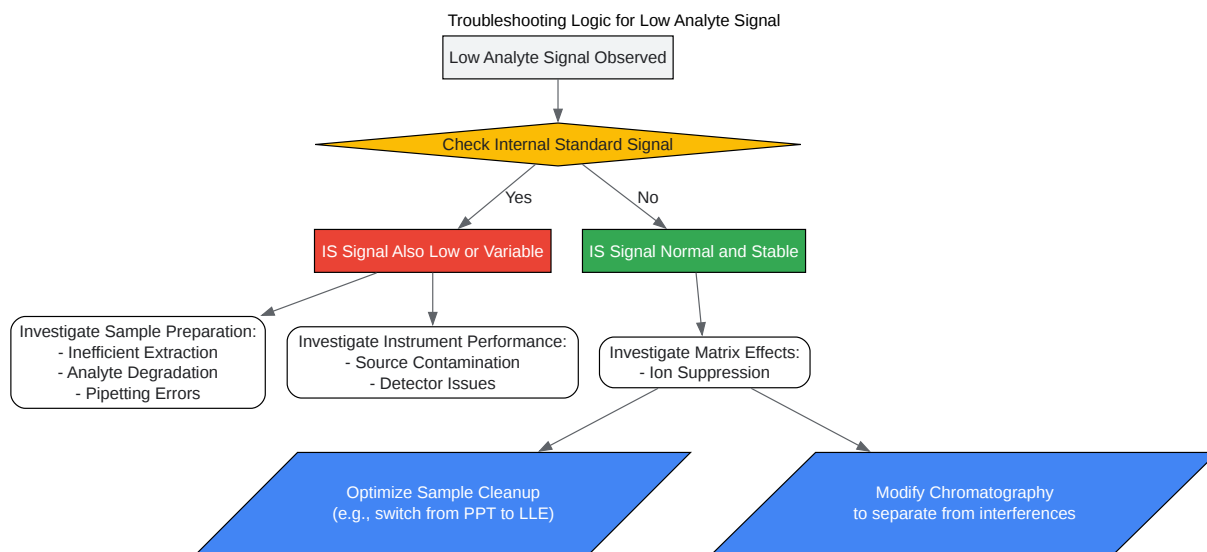 Troubleshooting Logic for Low Analyte Signal
Low Analyte Signal Observed
Check Internal Standard Signal
Yes
No
IS Signal Also Low or Variable
IS Signal Normal and Stable
Investigate Sample Preparation:
- Inefficient Extraction
- Analyte Degradation
- Pipetting Errors
Investigate Instrument Performance:
- Source Contamination
- Detector Issues
Investigate Matrix Effects:
- Ion Suppression
Optimize Sample Cleanup
(e.g., switch from PPT to LLE)
Modify Chromatography
to separate from interferences